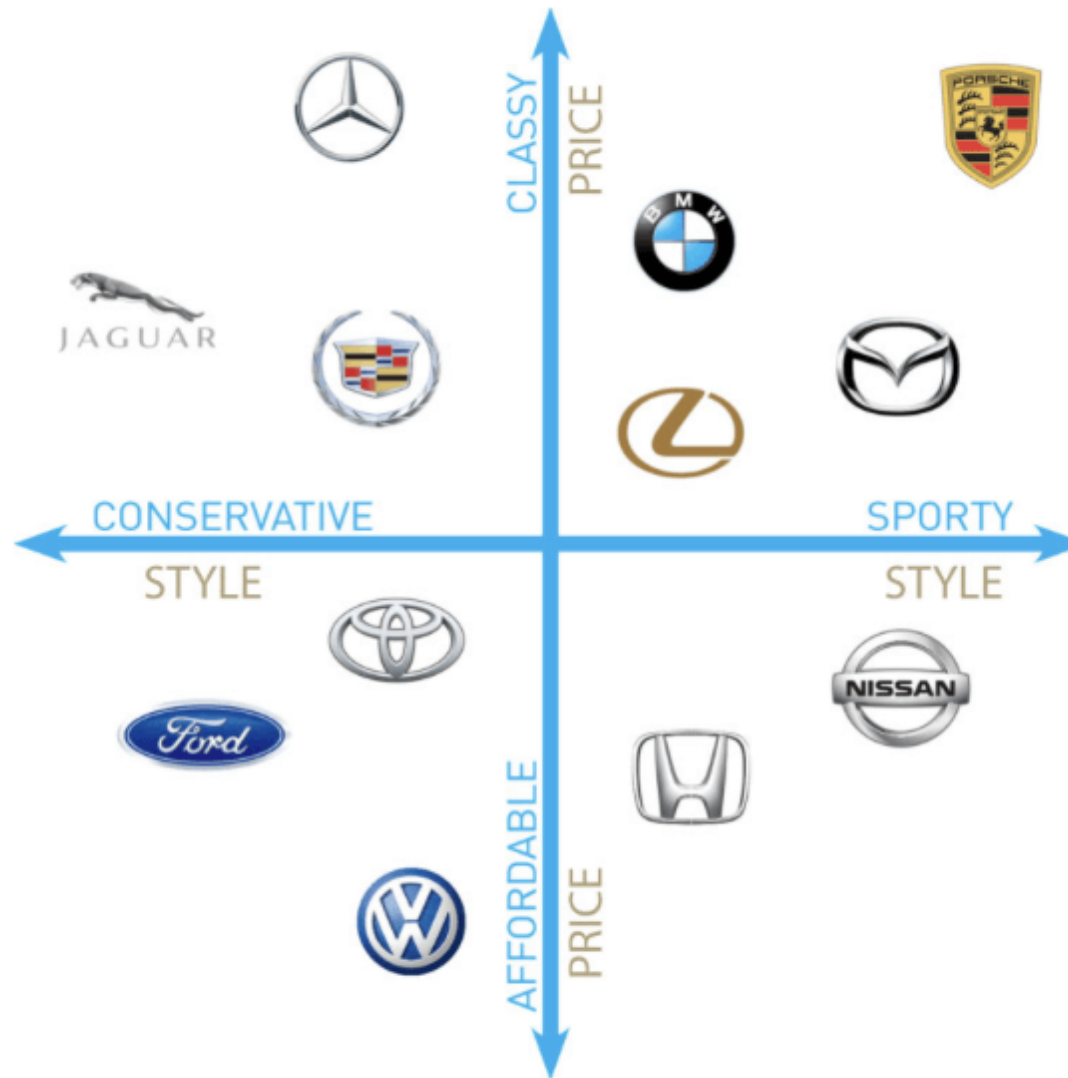 CLASSY
PRICE
PORSCHE
BMW
JAGUAR
CONSERVATIVE
SPORTY
STYLE
STYLE
NISSAN
Ford
AFFORDABLE
PRICE